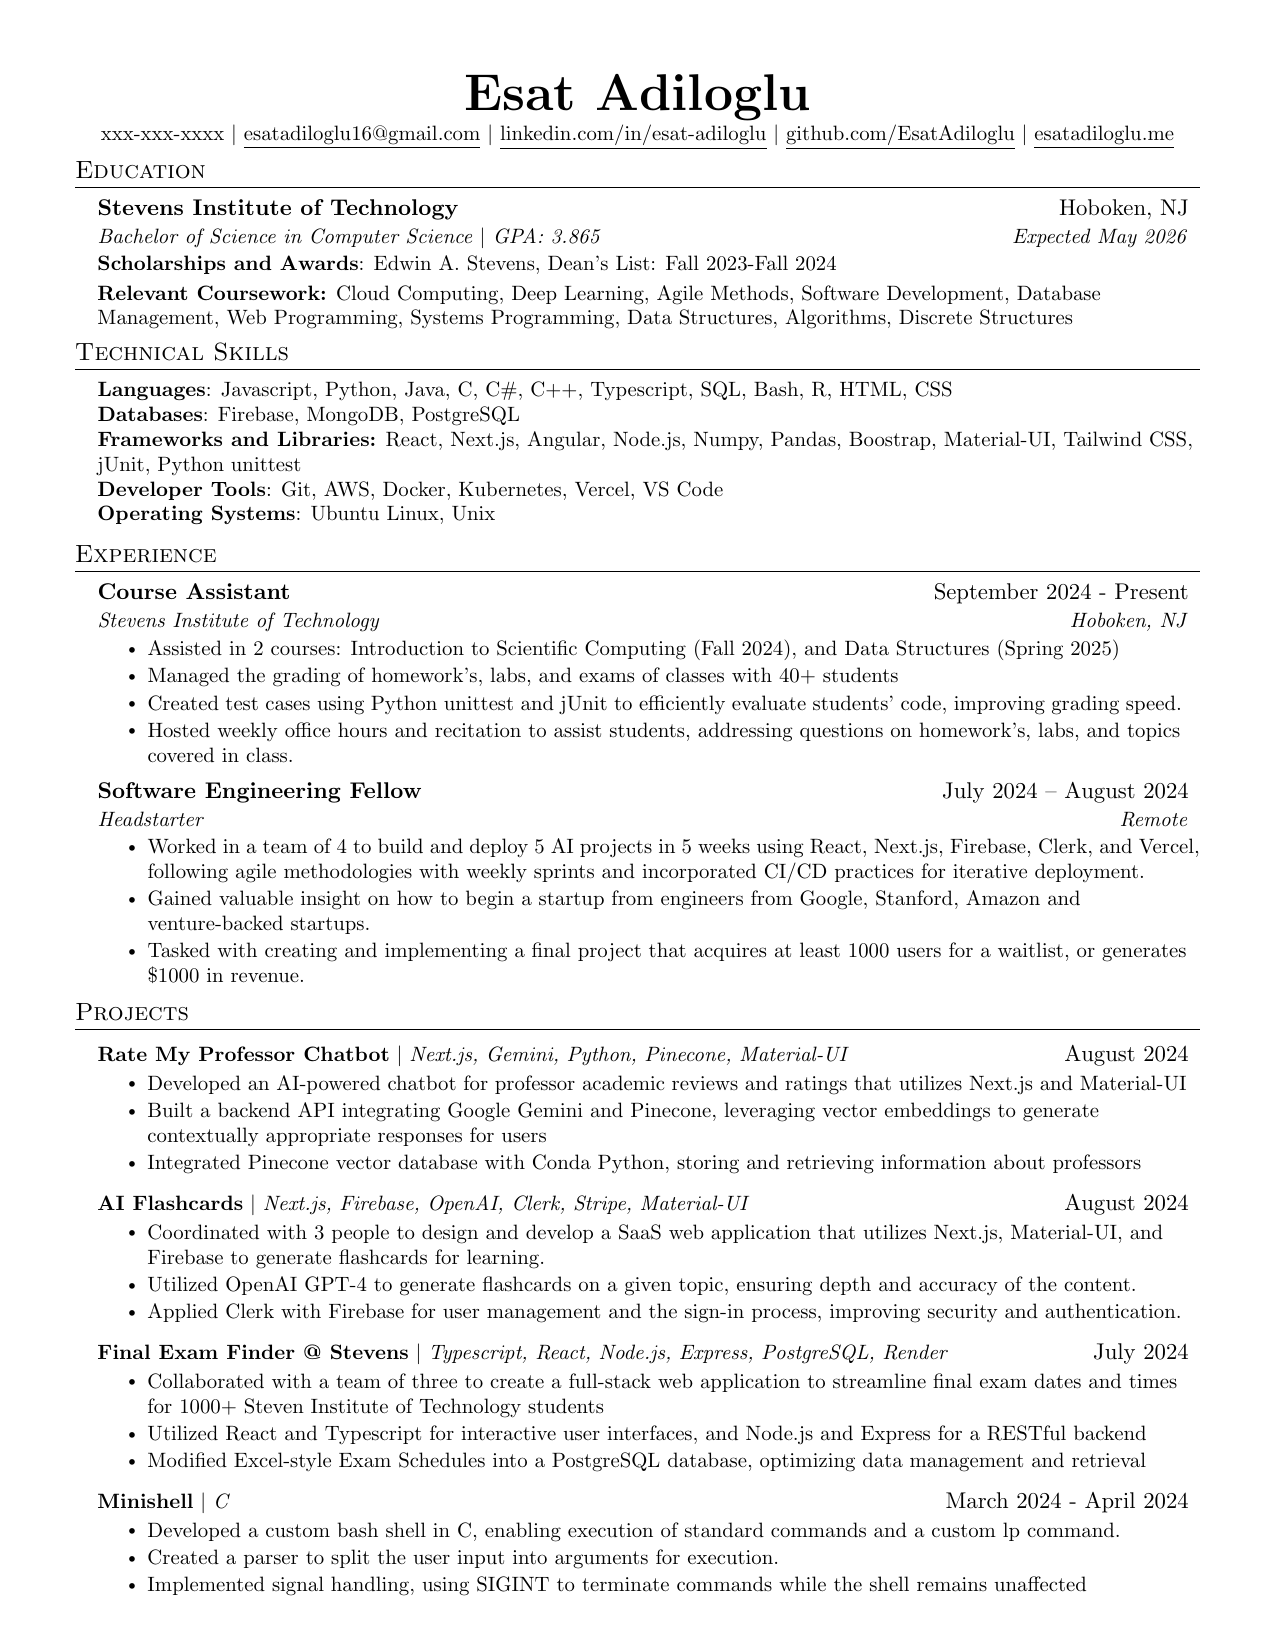 Esat Adiloglu
xxx-xxx-xxxx | esatadiloglu16@gmail.com | linkedin.com/in/esat-adiloglu | github.com/EsatAdiloglu | esatadiloglu.me
Education
Stevens Institute of Technology Hoboken, NJ
Bachelor of Science in Computer Science | GPA: 3.865 Expected May 2026
Scholarships and Awards: Edwin A. Stevens, Dean's List: Fall 2023-Fall 2024
Relevant Coursework: Cloud Computing, Deep Learning, Agile Methods, Software Development, Database
Management, Web Programming, Systems Programming, Data Structures, Algorithms, Discrete Structures
Technical Skills
Languages: Javascript, Python, Java, C, C#, C++, Typescript, SQL, Bash, R, HTML, CSS
Databases: Firebase, MongoDB, PostgreSQL
Frameworks and Libraries: React, Next.js, Angular, Node.js, Numpy, Pandas, Boostrap, Material-UI, Tailwind CSS,
jUnit, Python unittest
Developer Tools: Git, AWS, Docker, Kubernetes, Vercel, VS Code
Operating Systems: Ubuntu Linux, Unix
Experience
Course Assistant September 2024 - Present
Stevens Institute of Technology Hoboken, NJ
• Assisted in 2 courses: Introduction to Scientific Computing (Fall 2024), and Data Structures (Spring 2025)
• Managed the grading of homework's, labs, and exams of classes with 40+ students
• Created test cases using Python unittest and jUnit to efficiently evaluate students' code, improving grading speed.
• Hosted weekly office hours and recitation to assist students, addressing questions on homework's, labs, and topics
covered in class.
Software Engineering Fellow July 2024 – August 2024
Headstarter Remote
• Worked in a team of 4 to build and deploy 5 AI projects in 5 weeks using React, Next.js, Firebase, Clerk, and Vercel,
following agile methodologies with weekly sprints and incorporated CI/CD practices for iterative deployment.
• Gained valuable insight on how to begin a startup from engineers from Google, Stanford, Amazon and
venture-backed startups.
• Tasked with creating and implementing a final project that acquires at least 1000 users for a waitlist, or generates
$1000 in revenue.
Projects
Rate My Professor Chatbot | Next.js, Gemini, Python, Pinecone, Material-UI August 2024
• Developed an AI-powered chatbot for professor academic reviews and ratings that utilizes Next.js and Material-UI
• Built a backend API integrating Google Gemini and Pinecone, leveraging vector embeddings to generate
contextually appropriate responses for users
• Integrated Pinecone vector database with Conda Python, storing and retrieving information about professors
AI Flashcards | Next.js, Firebase, OpenAI, Clerk, Stripe, Material-UI August 2024
• Coordinated with 3 people to design and develop a SaaS web application that utilizes Next.js, Material-UI, and
Firebase to generate flashcards for learning.
• Utilized OpenAI GPT-4 to generate flashcards on a given topic, ensuring depth and accuracy of the content.
• Applied Clerk with Firebase for user management and the sign-in process, improving security and authentication.
Final Exam Finder @ Stevens | Typescript, React, Node.js, Express, PostgreSQL, Render July 2024
• Collaborated with a team of three to create a full-stack web application to streamline final exam dates and times
for 1000+ Steven Institute of Technology students
• Utilized React and Typescript for interactive user interfaces, and Node.js and Express for a RESTful backend
• Modified Excel-style Exam Schedules into a PostgreSQL database, optimizing data management and retrieval
Minishell | C March 2024 - April 2024
• Developed a custom bash shell in C, enabling execution of standard commands and a custom lp command.
• Created a parser to split the user input into arguments for execution.
• Implemented signal handling, using SIGINT to terminate commands while the shell remains unaffected